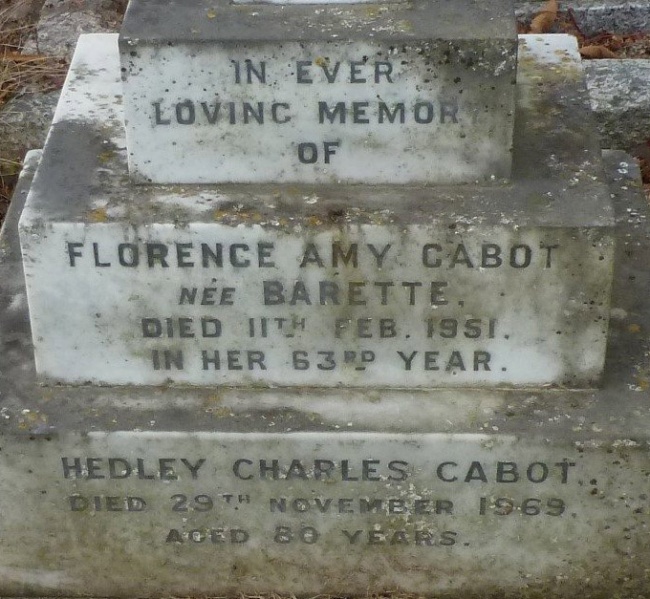 IN EVER
LOVING MEMORY
OF
FLORENCE AMY CABOT
NÉE BARETTE.
DIED 11TH FEB. 1951.
IN HER 63RD YEAR.
HEDLEY CHARLES CABOT.
DIED 29TH NOVEMBER 1969.
AGED 80 YEARS.